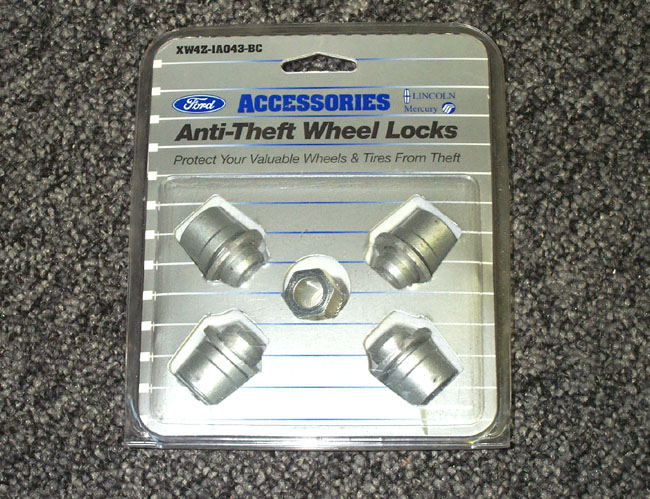 XW4Z-1A043-BC
Ford ACCESSORIES LINCOLN
Mercury
Anti-Theft Wheel Locks
Protect Your Valuable Wheels & Tires From Theft